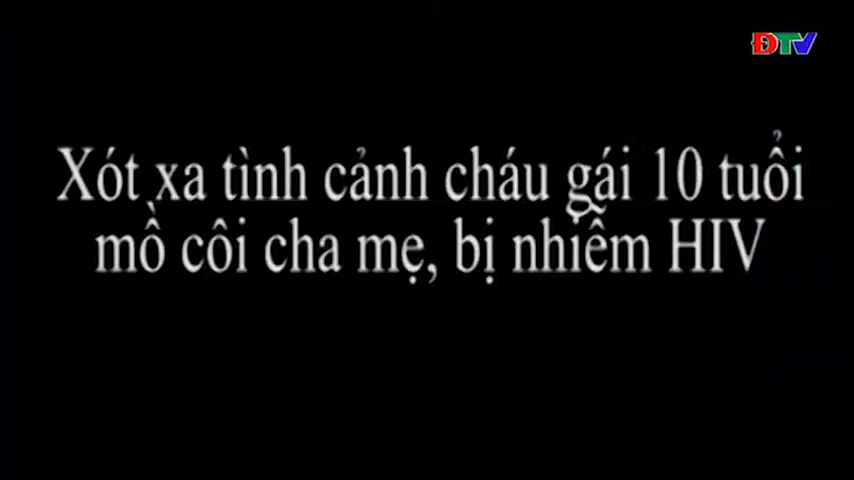 ĐTV
Xót xa tình cảnh cháu gái 10 tuổi
mồ côi cha mẹ, bị nhiễm HIV